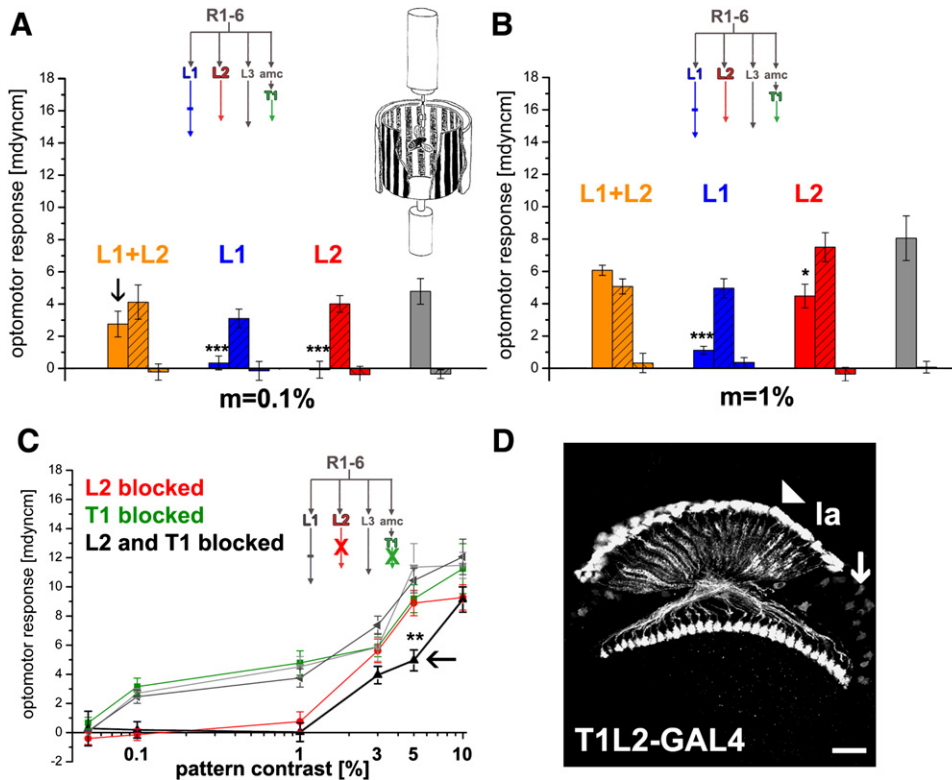 A
R1-6
L1 L2 L3 amc
T1
optomotor response [mdyncm]
18
16
14
12
10
8
6
4
2
0
L1+L2 L1 L2
*** ***
m=0.1%
B
R1-6
L1 L2 L3 amc
T1
optomotor response [mdyncm]
18
16
14
12
10
8
6
4
2
0
L1+L2 L1 L2
*** *
m=1%
C
R1-6
L2 blocked
T1 blocked
L2 and T1 blocked
L1 L2 L3 amc
X T1 X
optomotor response [mdyncm]
18
16
14
12
10
8
6
4
2
0
-2
**
0.1 1 3 5 10
pattern contrast [%]
D
la
T1L2-GAL4